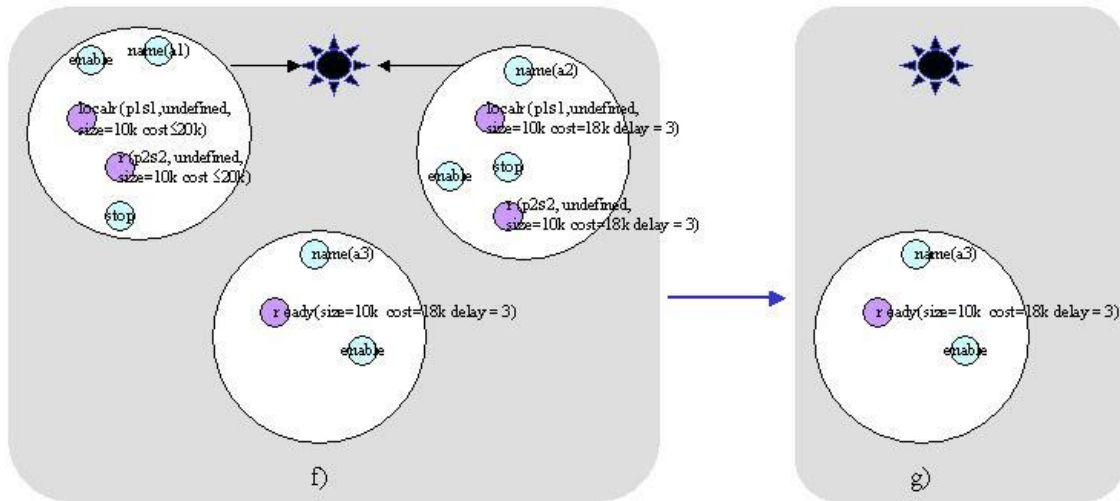 enable name(a1)
localr (p1s1,undefined,
size=10k cost≤20k)
r (p2s2, undefined,
size=10k cost ≤20k)
stop
name(a2)
localr (p1s1, undefined,
size=10k cost=18k delay = 3)
stop
enable
r (p2s2, undefined,
size=10k cost=18k delay = 3)
name(a3)
r eady(size=10k cost=18k delay = 3)
enable
f)
name(a3)
r eady(size=10k cost=18k delay = 3)
enable
g)